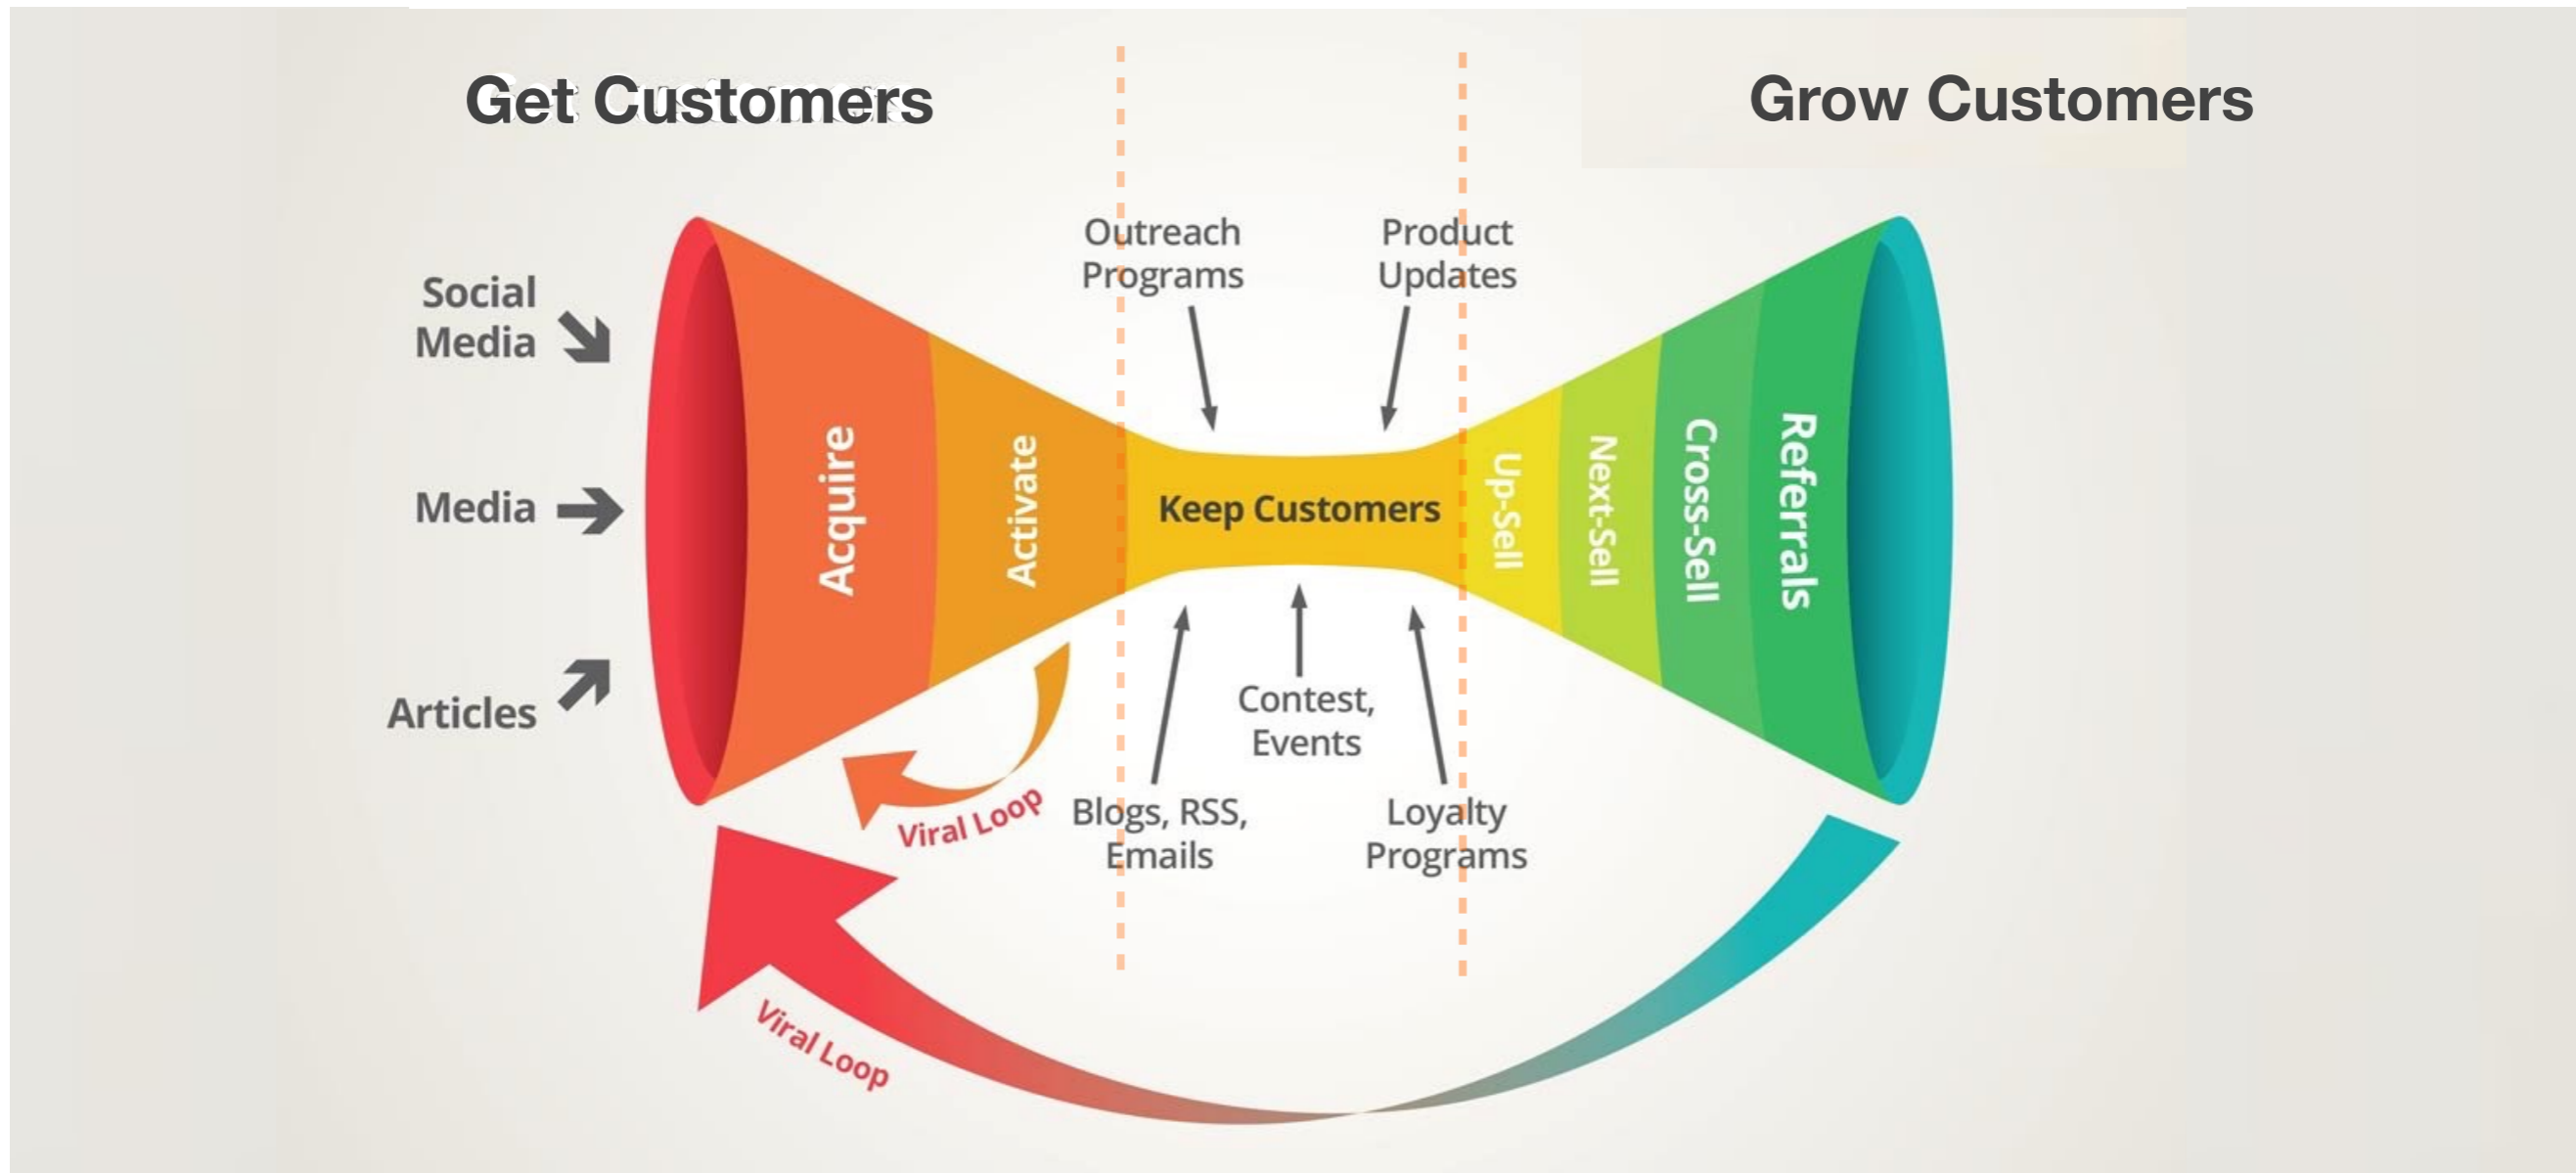 Get Customers
Grow Customers
Social
Media
Media
Articles
Acquire
Activate
Outreach
Programs
Product
Updates
Keep Customers
Up-Sell
Next-Sell
Cross-Sell
Referrals
Contest,
Events
Blogs, RSS,
Emails
Loyalty
Programs
Viral Loop
Viral Loop